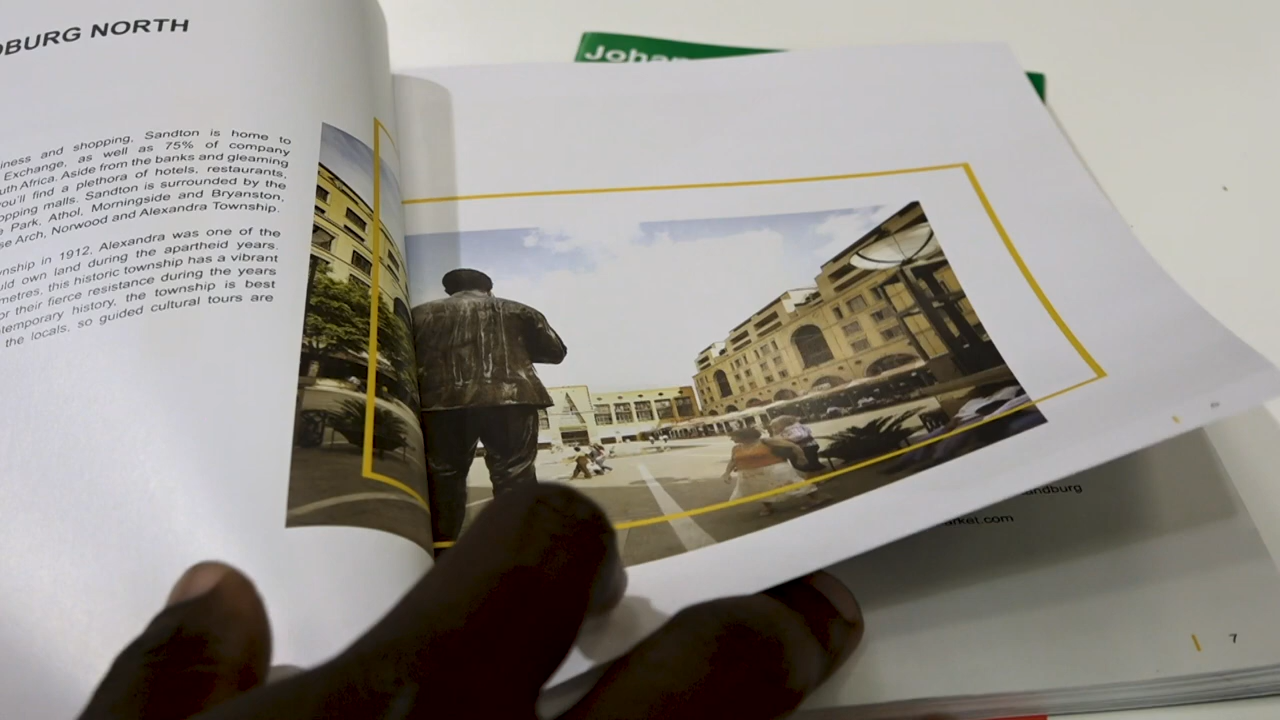 DBURG NORTH
iness and shopping, Sandton is home to
Exchange, as well as 75% of company
uth Africa. Aside from the banks and gleaming
you'll find a plethora of hotels, restaurants,
opping malls. Sandton is surrounded by the
e Park, Athol, Morningside and Bryanston,
se Arch, Norwood and Alexandra Township.
nship in 1912, Alexandra was one of the
uld own land during the apartheid years.
metres, this historic township has a vibrant
or their fierce resistance during the years
temporary history, the township is best
the locals, so guided cultural tours are
Johan
andburg
arket.com
7